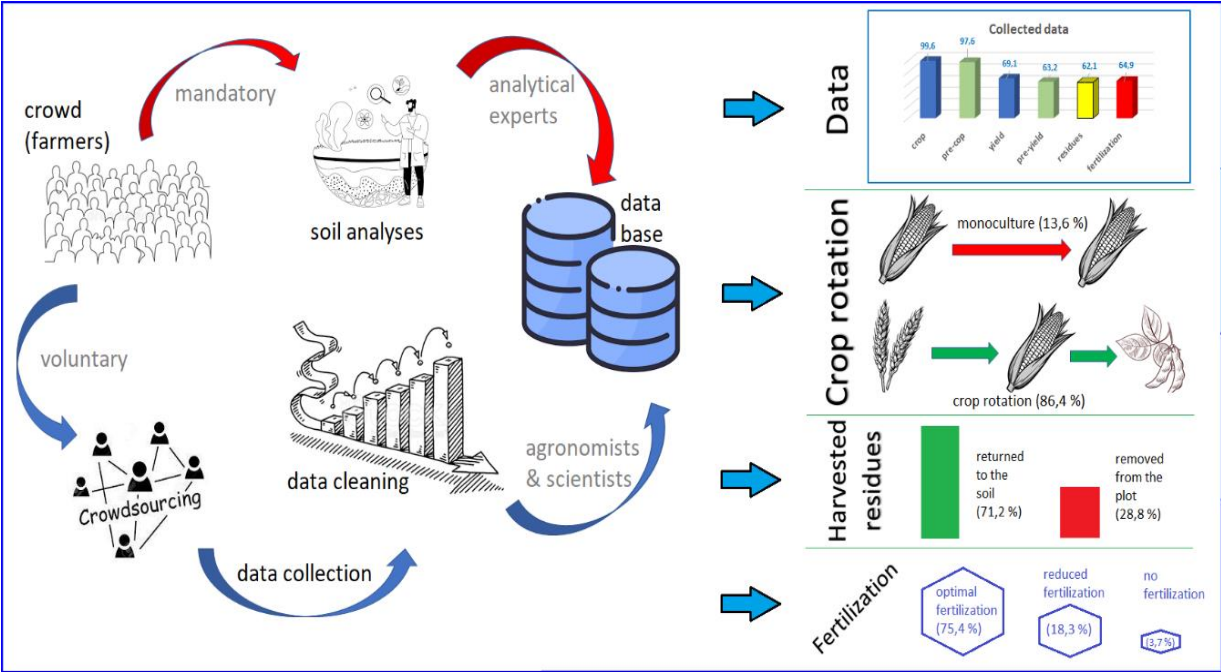 crowd
(farmers)
mandatory
soil analyses
analytical
experts
data
base
voluntary
Crowdsourcing
data collection
data cleaning
agronomists
& scientists
Data
Collected data
99,6
97,6
69,1
63,2
62,1
64,9
crop
pre-cop
yield
pre-yield
residues
fertilization
Crop rotation
monoculture (13,6 %)
crop rotation (86,4 %)
Harvested
residues
returned
to the
soil
(71,2 %)
removed
from the
plot
(28,8 %)
Fertilization
optimal
fertilization
(75,4 %)
reduced
fertilization
(18,3 %)
no
fertilization
(3,7 %)